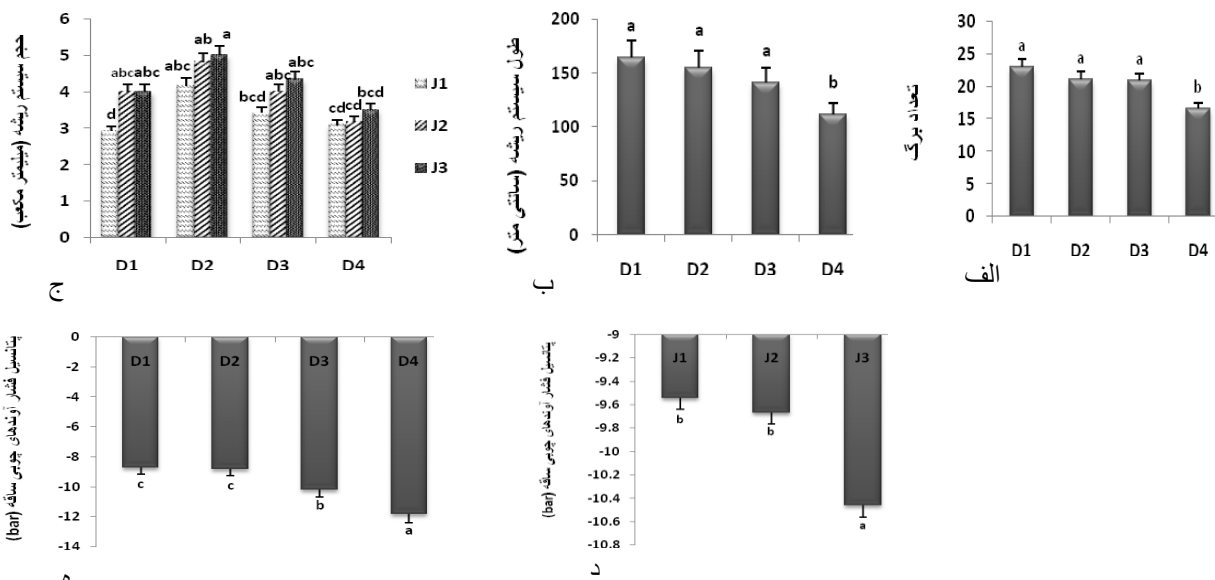 حجم سیستم ریشه (میلیمتر مکعب)
6
5
4
3
2
1
0
d
abc
abc
abc
ab
a
bcd
abc
abc
cd
cd
bcd
D1 D2 D3 D4
J1
J2
J3
ج
طول سیستم ریشه (سانتی متر)
200
150
100
50
0
a
a
a
b
D1 D2 D3 D4
ب
تعداد برگ
30
25
20
15
10
5
0
a
a
a
b
D1 D2 D3 D4
الف
پتانسیل فشار آوندهای چوبی ساقه (bar)
0
-2
-4
-6
-8
-10
-12
-14
D1 D2 D3 D4
c
c
b
a
پتانسیل فشار آوندهای چوبی ساقه (bar)
-9
-9.2
-9.4
-9.6
-9.8
-10
-10.2
-10.4
-10.6
-10.8
J1 J2 J3
b
b
a
د